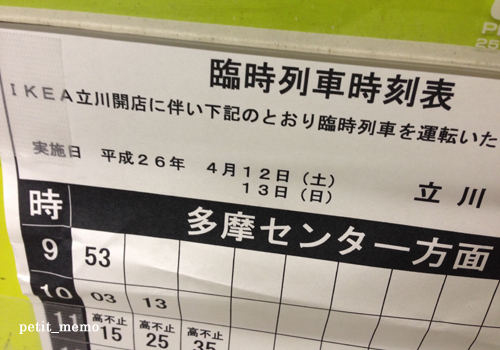 臨時列車時刻表
IKEA立川開店に伴い下記のとおり臨時列車を運転いた
実施日 平成26年 4月12日(土)
13日(日)
立川
時 多摩センター方面
9 53
10 03 13
11 高不止 高不止 高不止
15 25 35
petit_memo